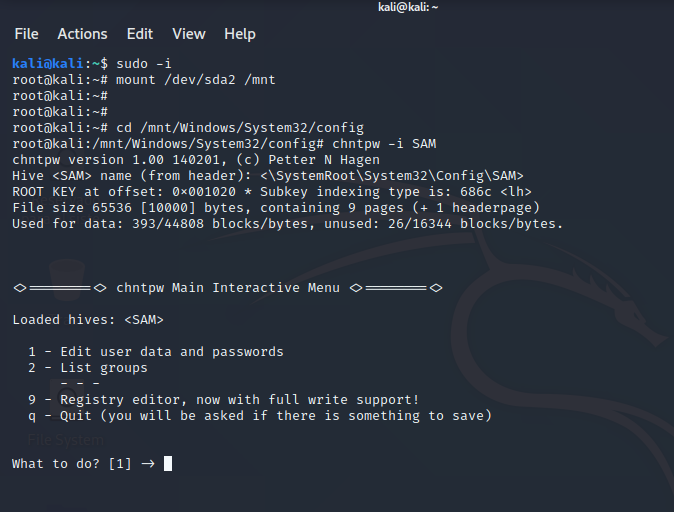 kali@kali: ~
File Actions Edit View Help
kali@kali:~$ sudo -i
root@kali:~# mount /dev/sda2 /mnt
root@kali:~#
root@kali:~#
root@kali:~# cd /mnt/Windows/System32/config
root@kali:/mnt/Windows/System32/config# chntpw -i SAM
chntpw version 1.00 140201, (c) Petter N Hagen
Hive <SAM> name (from header): <\SystemRoot\System32\Config\SAM>
ROOT KEY at offset: 0×001020 * Subkey indexing type is: 686c <lh>
File size 65536 [10000] bytes, containing 9 pages (+ 1 headerpage)
Used for data: 393/44808 blocks/bytes, unused: 26/16344 blocks/bytes.
<>========<> chntpw Main Interactive Menu <>========<>
Loaded hives: <SAM>
1 - Edit user data and passwords
2 - List groups
- - -
9 - Registry editor, now with full write support!
q - Quit (you will be asked if there is something to save)
File System
What to do? [1] →